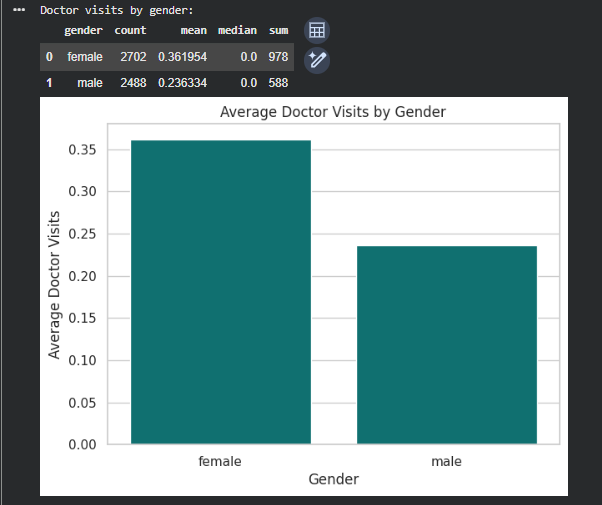 Doctor visits by gender:
gender count mean median sum
0 female 2702 0.361954 0.0 978
1 male 2488 0.236334 0.0 588
Average Doctor Visits by Gender
Average Doctor Visits
0.35
0.30
0.25
0.20
0.15
0.10
0.05
0.00
female male
Gender